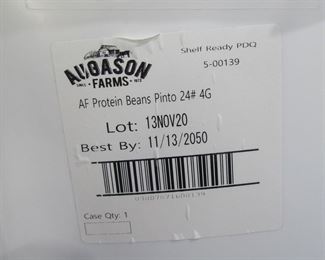 Shelf Ready PDQ
AUGASON
FARMS
5-00139
AF Protein Beans Pinto 24# 4G
Lot: 13NOV20
Best By: 11/13/2050
Case Qty: 1